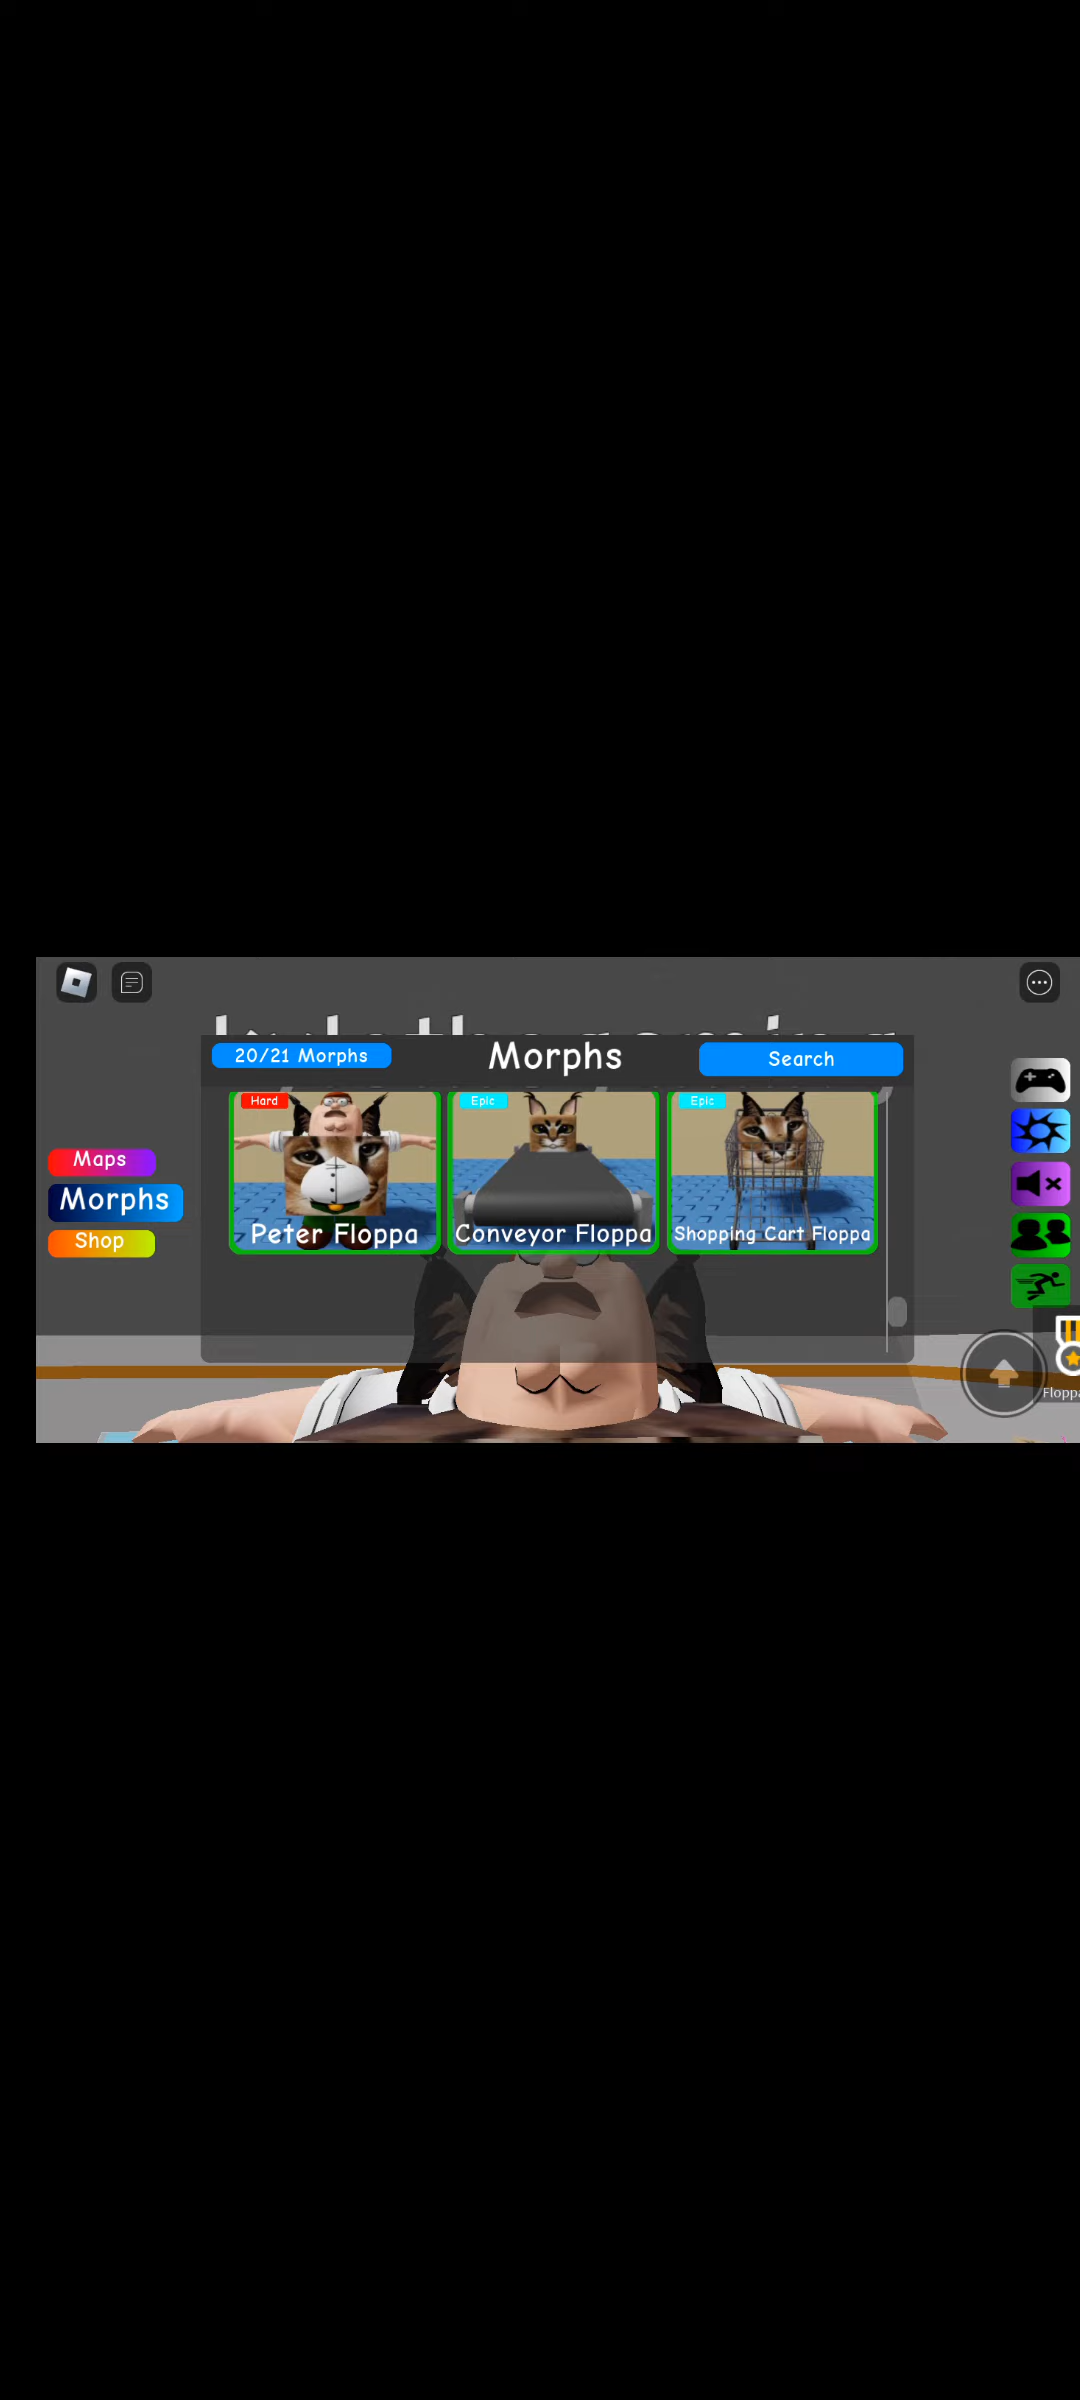 20/21 Morphs
Morphs
Search
Hard
Epic
Epic
Maps
Morphs
Shop
Peter Floppa
Conveyor Floppa
Shopping Cart Floppa